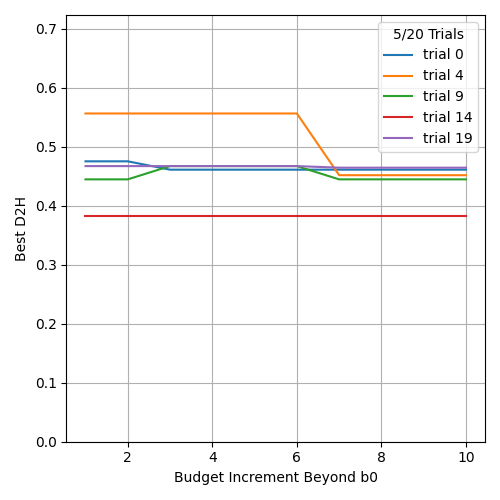 5/20 Trials
trial 0
trial 4
trial 9
trial 14
trial 19
0.7
0.6
0.5
0.4
0.3
0.2
0.1
0.0
Best D2H
2 4 6 8 10
Budget Increment Beyond b0